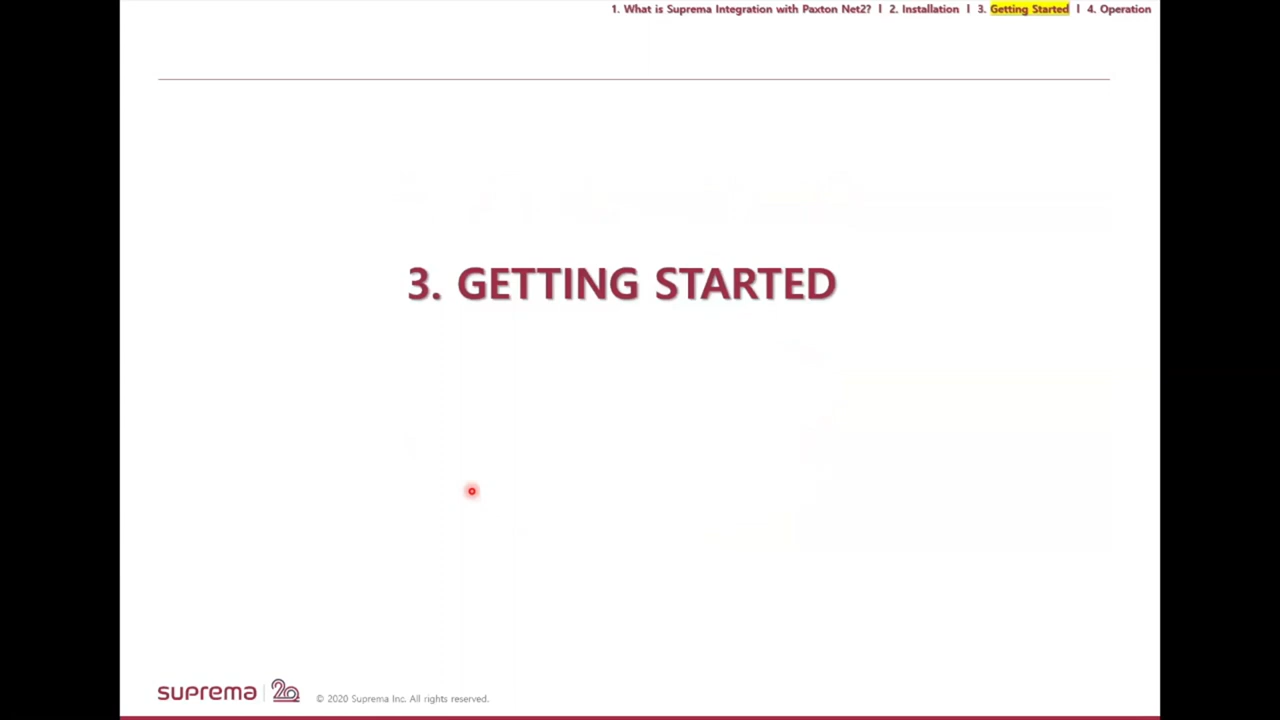 1. What is Suprema Integration with Paxton Net2? l 2. Installation l 3. Getting Started l 4. Operation
3. GETTING STARTED
suprema 20 © 2020 Suprema Inc. All rights reserved.